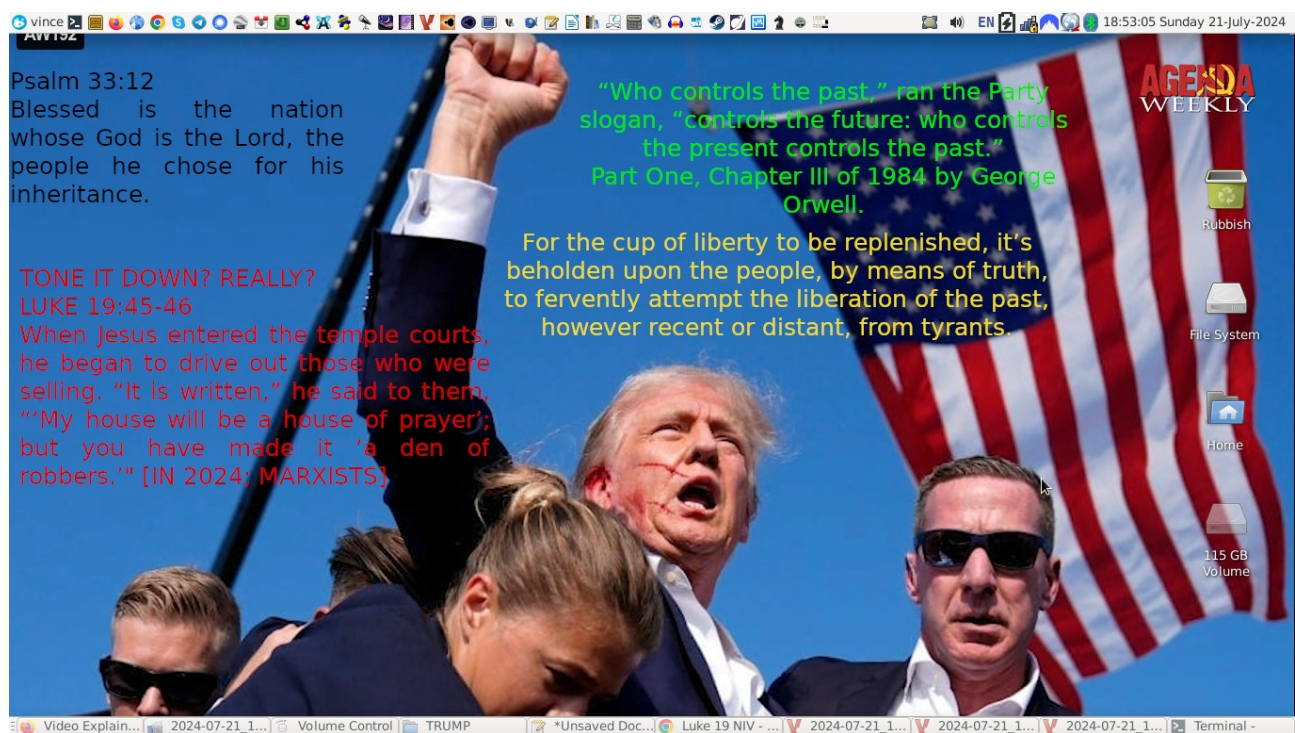 vince
EN
18:53:05 Sunday 21-July-2024
AW192
Psalm 33:12
Blessed is the nation
whose God is the Lord, the
people he chose for his
inheritance.
“Who controls the past,” ran the Party
slogan, “controls the future: who controls
the present controls the past.”
Part One, Chapter III of 1984 by George
Orwell.
For the cup of liberty to be replenished, it’s
beholden upon the people, by means of truth,
to fervently attempt the liberation of the past,
however recent or distant, from tyrants.
TONE IT DOWN? REALLY?
LUKE 19:45-46
When Jesus entered the temple courts,
he began to drive out those who were
selling. “It is written,” he said to them,
“‘My house will be a house of prayer’;
but you have made it ‘a den of
robbers.’" [IN 2024; MARXISTS]
AGENDA
WEEKLY
Rubbish
File System
Home
115 GB
Volume
Video Explain...
2024-07-21_1...
Volume Control
TRUMP
*Unsaved Doc...
Luke 19 NIV - ...
2024-07-21_1...
2024-07-21_1...
2024-07-21_1...
Terminal -